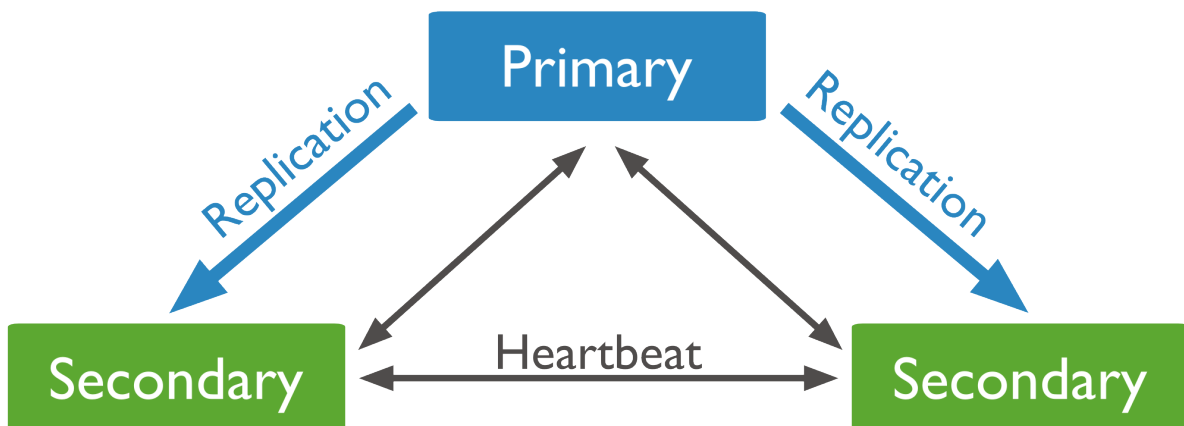 Primary
Replication
Replication
Heartbeat
Secondary
Secondary